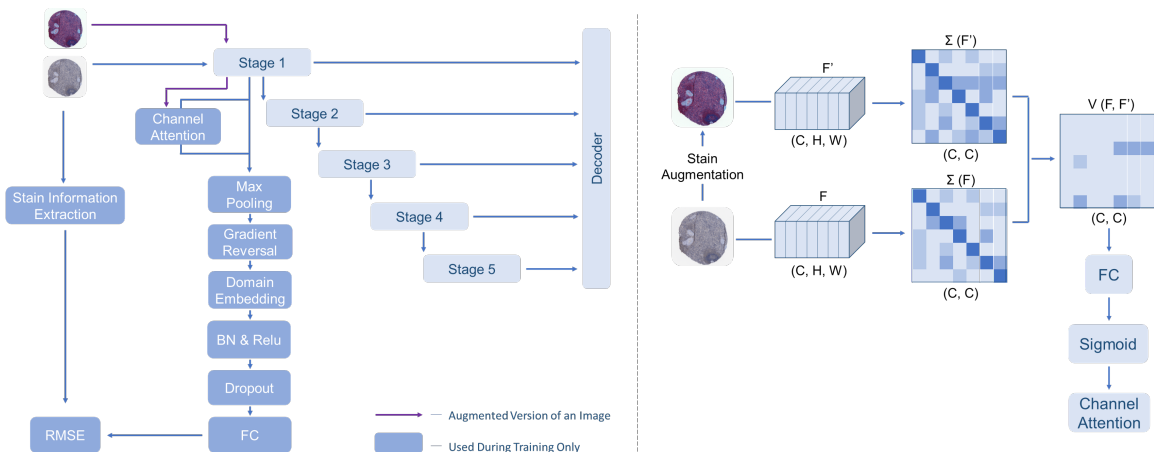 Stage 1
Channel
Attention
Stage 2
Stage 3
Stage 4
Stage 5
Decoder
Stain Information
Extraction
Max
Pooling
Gradient
Reversal
Domain
Embedding
BN & Relu
Dropout
FC
RMSE
— Augmented Version of an Image
— Used During Training Only
Stain
Augmentation
F'
(C, H, W)
F
(C, H, W)
Σ (F')
(C, C)
Σ (F)
(C, C)
V (F, F')
(C, C)
FC
Sigmoid
Channel
Attention